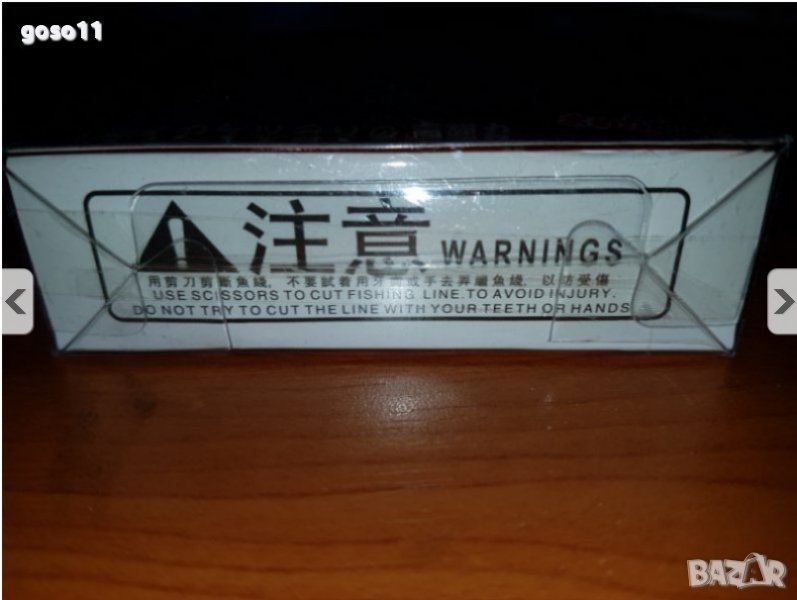 goso11
注意 WARNINGS
用剪刀剪斷魚綫，不要試着用牙 或手去弄斷魚綫，以防受傷
USE SCISSORS TO CUT FISHING LINE.TO AVOID INJURY.
DO NOT TRY TO CUT THE LINE WITH YOUR TEETH OR HANDS
BAZAR